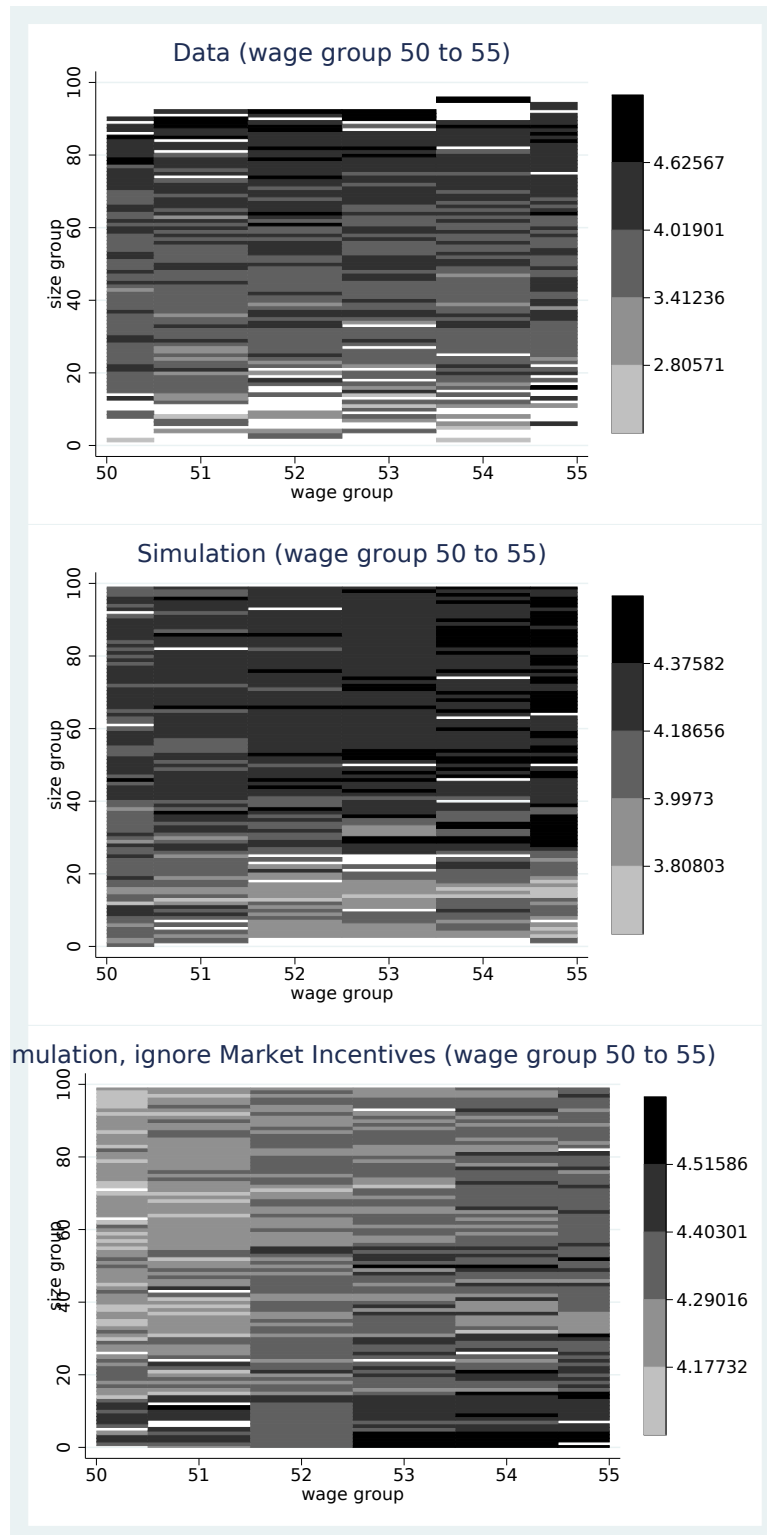 Data (wage group 50 to 55)
size group
0
20
40
60
80
100
50 51 52 53 54 55
wage group
4.62567
4.01901
3.41236
2.80571
Simulation (wage group 50 to 55)
size group
0
20
40
60
80
100
50 51 52 53 54 55
wage group
4.37582
4.18656
3.9973
3.80803
mulation, ignore Market Incentives (wage group 50 to 55)
size group
0
20
40
60
80
100
50 51 52 53 54 55
wage group
4.51586
4.40301
4.29016
4.17732